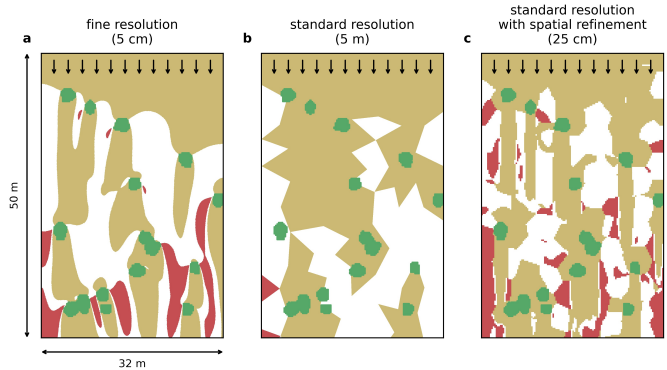 a
fine resolution
(5 cm)
b
standard resolution
(5 m)
c
standard resolution
with spatial refinement
(25 cm)
50 m
32 m